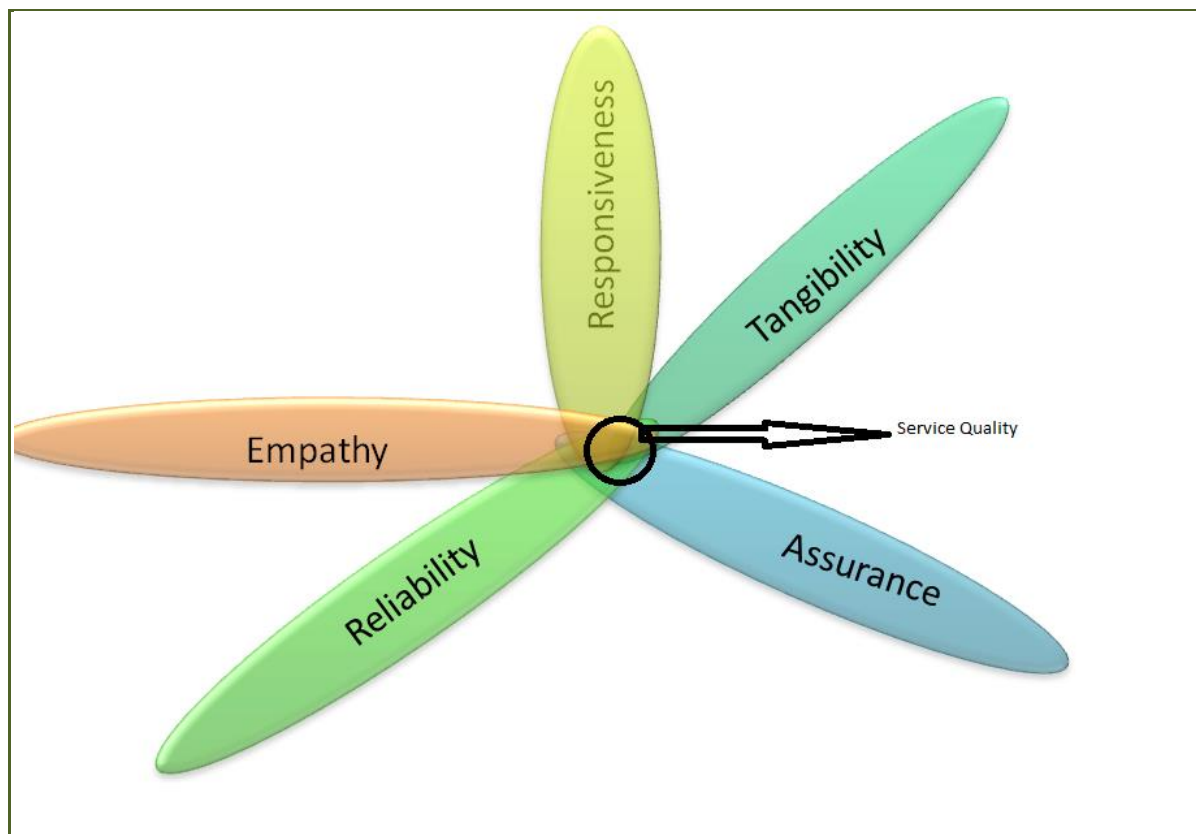 Responsiveness
Tangibility
Service Quality
Empathy
Assurance
Reliability